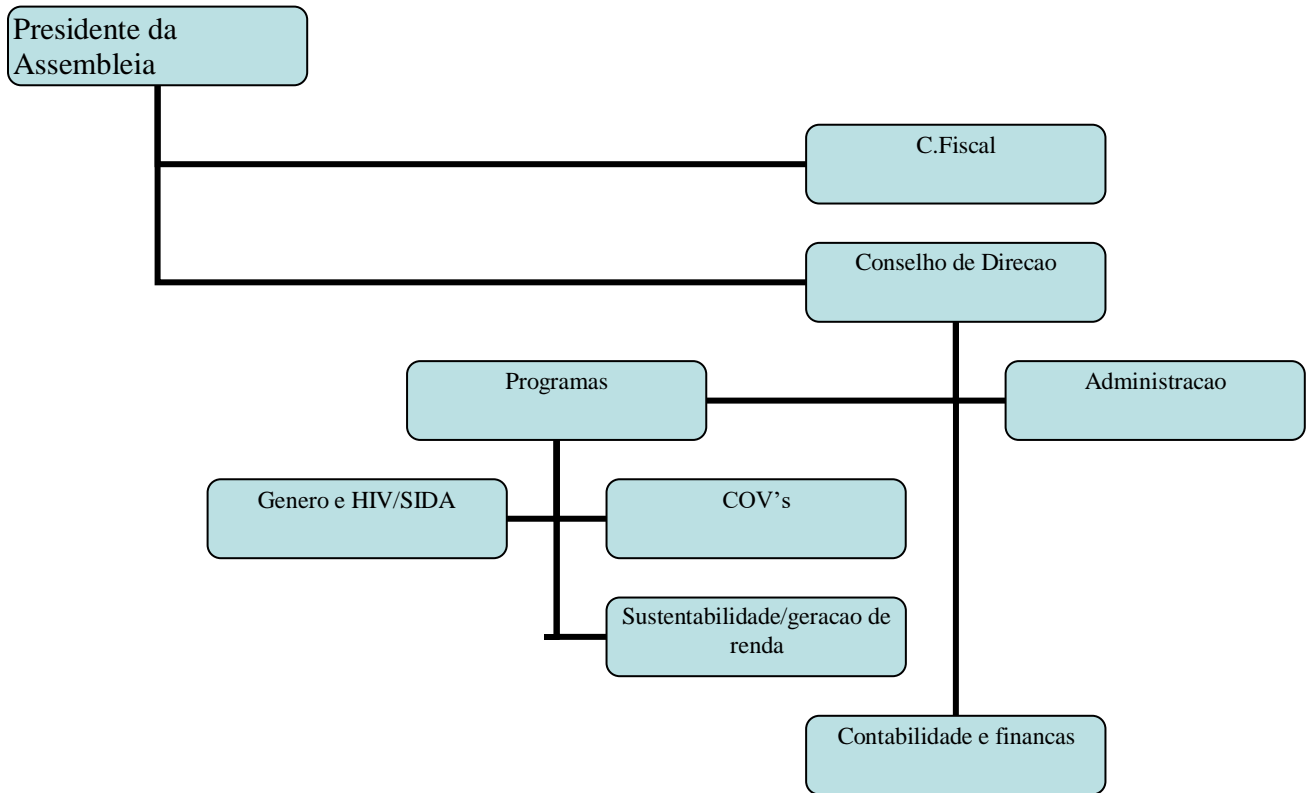 Presidente da
Assembleia
C.Fiscal
Conselho de Direcao
Programas
Administracao
Genero e HIV/SIDA
COV’s
Sustentabilidade/geracao de
renda
Contabilidade e financas